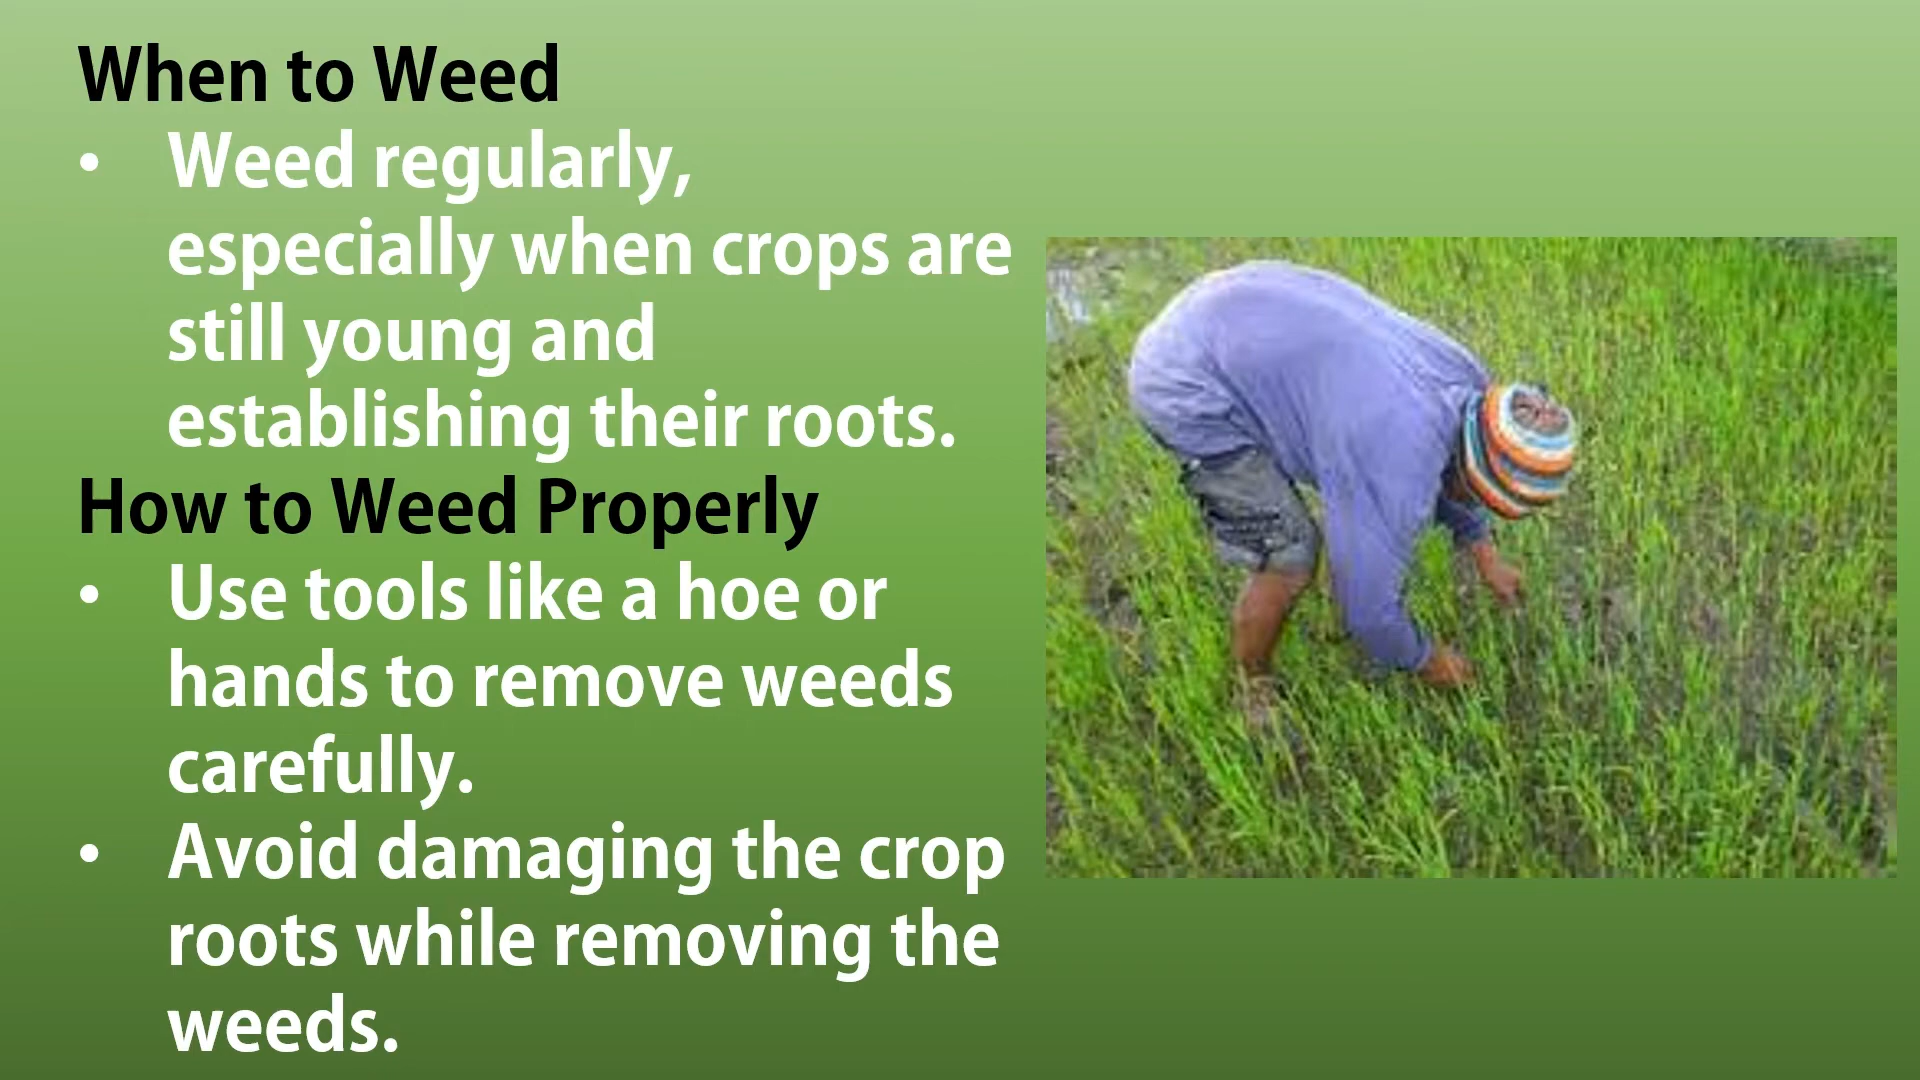 When to Weed
• Weed regularly,
especially when crops are
still young and
establishing their roots.
How to Weed Properly
• Use tools like a hoe or
hands to remove weeds
carefully.
• Avoid damaging the crop
roots while removing the
weeds.